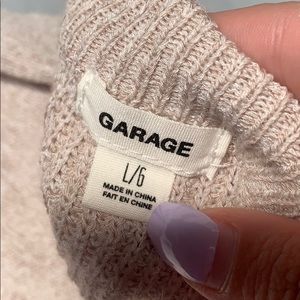 GARAGE
L/G
MADE IN CHINA
FAIT EN CHINE